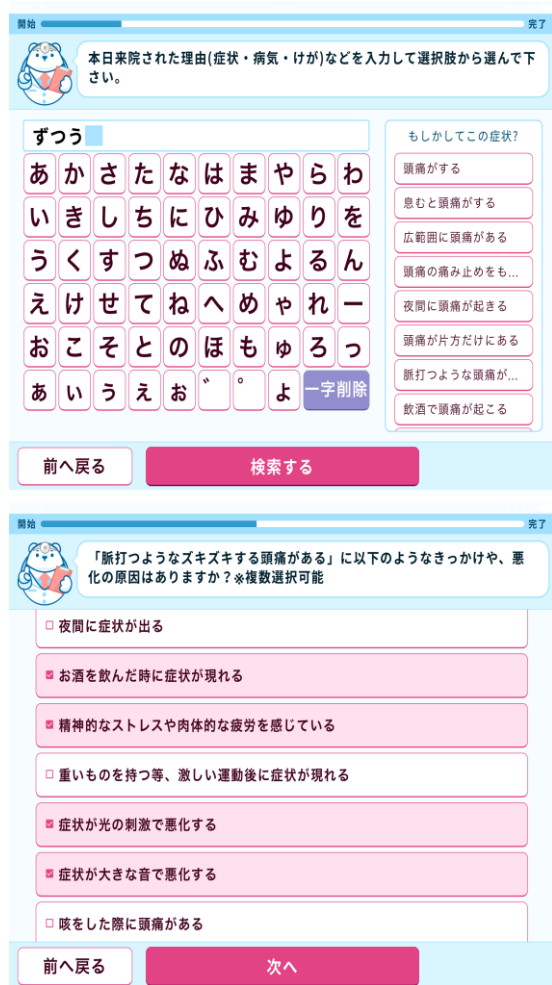 開始
完了
本日来院された理由(症状・病気・けが)などを入力して選択肢から選んで下
さい。
ずつう
あ か さ た な は ま や ら わ
い き し ち に ひ み ゆ り を
う く す つ ぬ ふ む よ る ん
え け せ て ね へ め ゃ れ ー
お こ そ と の ほ も ゅ ろ っ
ぁ ぃ ぅ ぇ ぉ ゛ ゜ ょ 一字削除
もしかしてこの症状?
頭痛がする
息むと頭痛がする
広範囲に頭痛がある
頭痛の痛み止めをも...
夜間に頭痛が起きる
頭痛が片方だけにある
脈打つような頭痛が...
飲酒で頭痛が起こる
前へ戻る
検索する
開始
完了
「脈打つようなズキズキする頭痛がある」に以下のようなきっかけや、悪
化の原因はありますか?※複数選択可能
夜間に症状が出る
お酒を飲んだ時に症状が現れる
精神的なストレスや肉体的な疲労を感じている
重いものを持つ等、激しい運動後に症状が現れる
症状が光の刺激で悪化する
症状が大きな音で悪化する
咳をした際に頭痛がある
前へ戻る
次へ